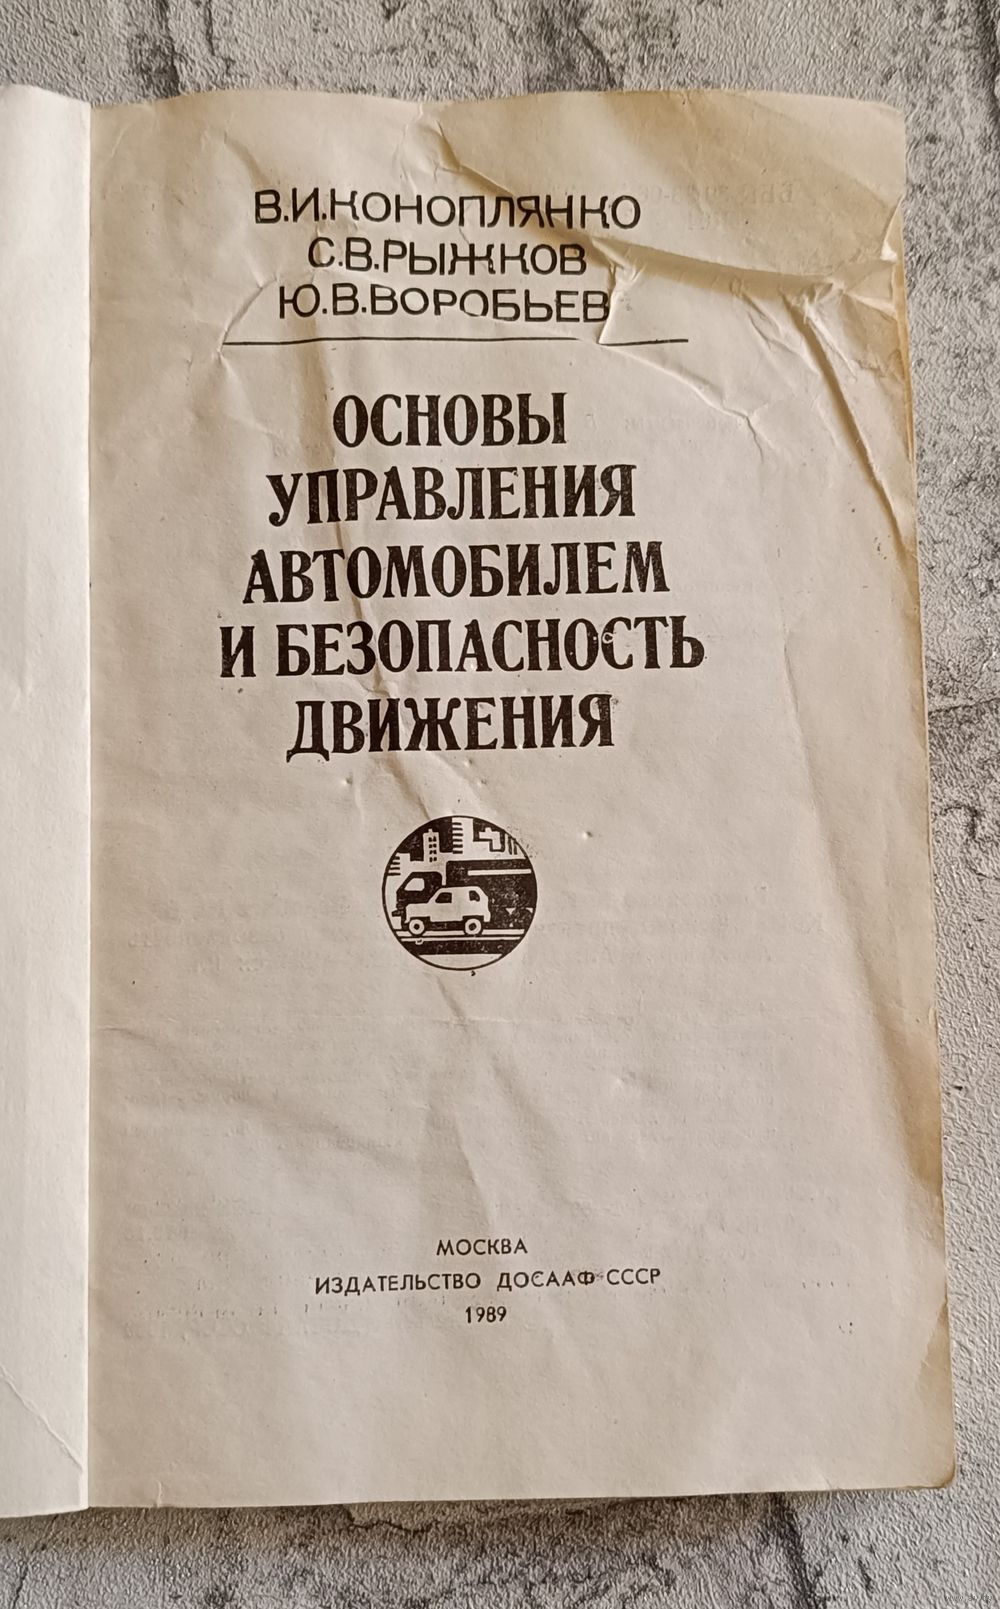 В.И.КОНОПЛЯНКО
С.В.РЫЖКОВ
Ю.В.ВОРОБЬЕВ
ОСНОВЫ
УПРАВЛЕНИЯ
АВТОМОБИЛЕМ
И БЕЗОПАСНОСТЬ
ДВИЖЕНИЯ
МОСКВА
ИЗДАТЕЛЬСТВО ДОСААФ СССР
1989